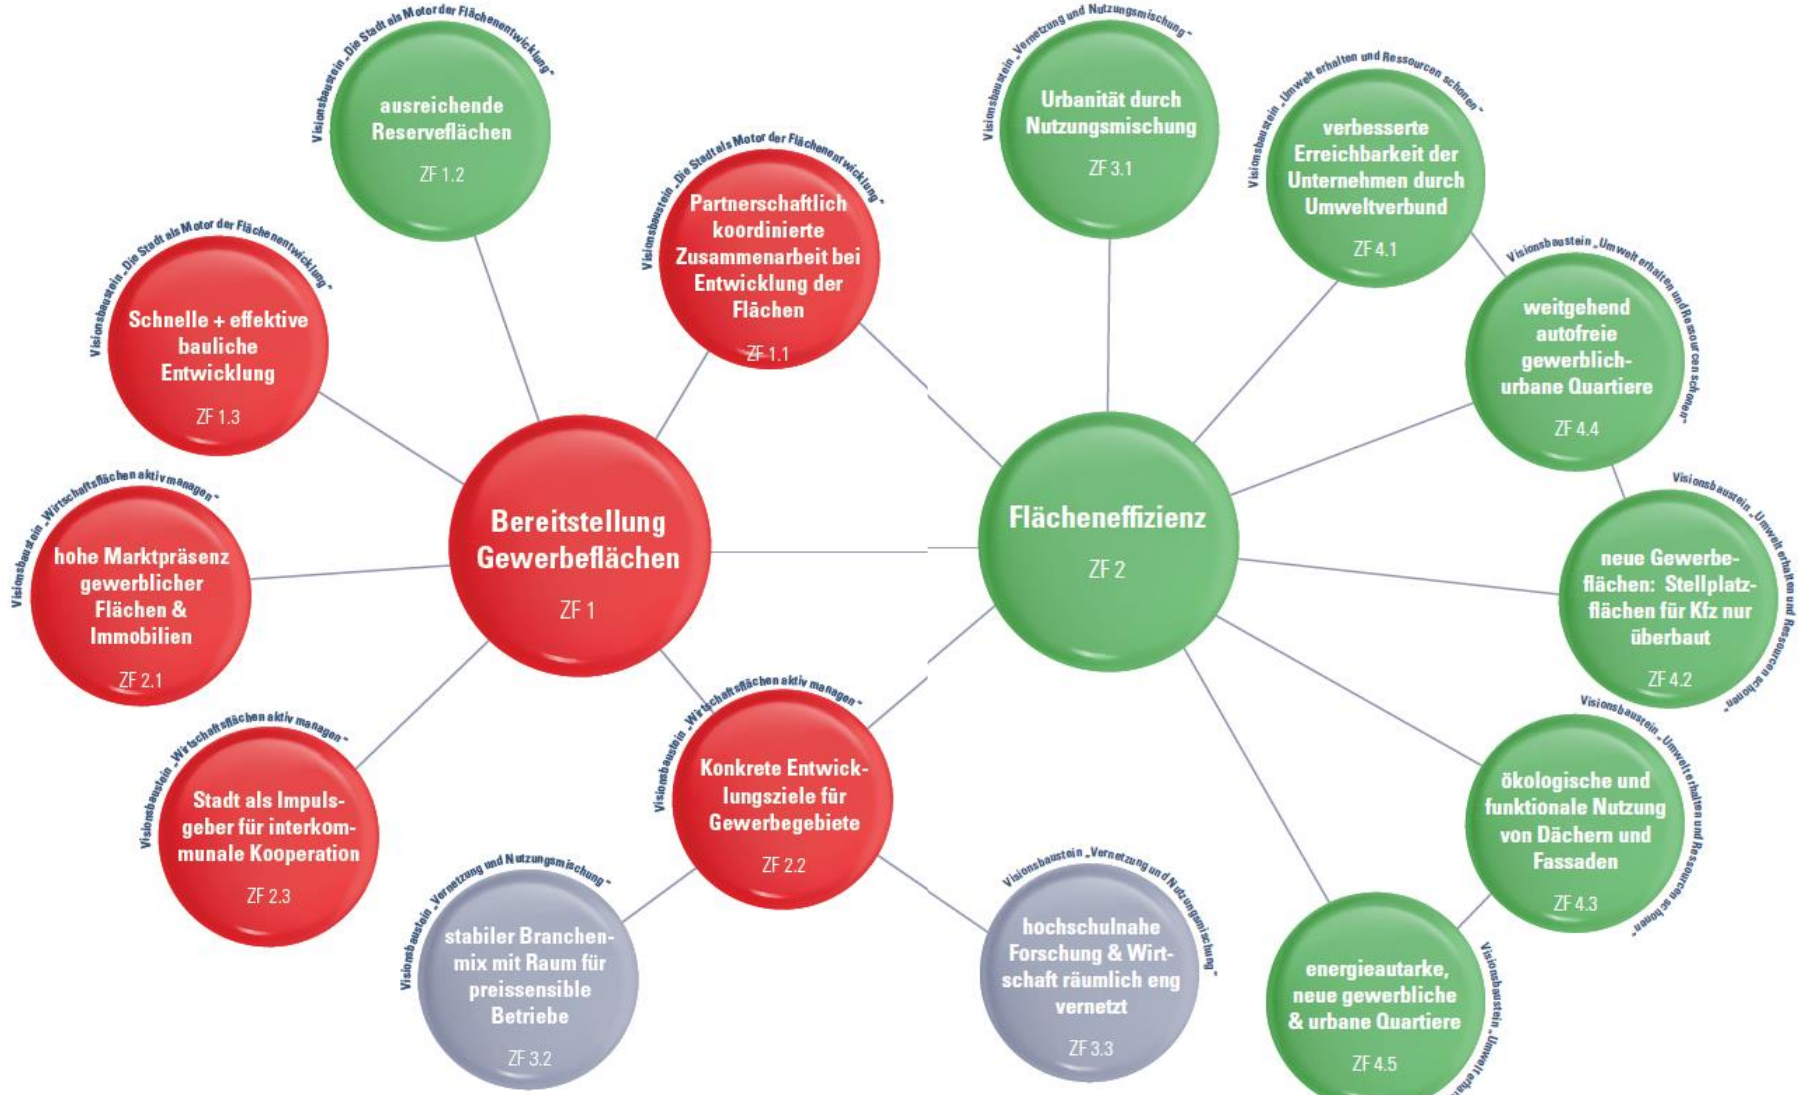 Visionsbaustein „Die Stadt als Motor der Flächenentwicklung“
ausreichende
Reserveflächen
ZF 1.2
Visionsbaustein „Die Stadt als Motor der Flächenentwicklung“
Partnerschaftlich
koordinierte
Zusammenarbeit bei
Entwicklung der
Flächen
ZF 1.1
Visionsbaustein „Die Stadt als Motor der Flächenentwicklung“
Schnelle + effektive
bauliche
Entwicklung
ZF 1.3
Visionsbaustein „Wirtschaftsflächen aktiv managen“
hohe Marktpräsenz
gewerblicher
Flächen &
Immobilien
ZF 2.1
Bereitstellung
Gewerbeflächen
ZF 1
Visionsbaustein „Wirtschaftsflächen aktiv managen“
Stadt als Impuls-
geber für interkom-
munale Kooperation
ZF 2.3
Visionsbaustein „Wirtschaftsflächen aktiv managen“
Konkrete Entwick-
lungsziele für
Gewerbegebiete
ZF 2.2
Visionsbaustein „Vernetzung und Nutzungsmischung“
stabiler Branchen-
mix mit Raum für
preissensible
Betriebe
ZF 3.2
Visionsbaustein „Vernetzung und Nutzungsmischung“
hochschulnahe
Forschung & Wirt-
schaft räumlich eng
vernetzt
ZF 3.3
Visionsbaustein „Vernetzung und Nutzungsmischung“
Urbanität durch
Nutzungsmischung
ZF 3.1
Visionsbaustein „Umwelt erhalten und Ressourcen schonen“
verbesserte
Erreichbarkeit der
Unternehmen durch
Umweltverbund
ZF 4.1
Visionsbaustein „Umwelt erhalten und Ressourcen schonen“
weitgehend
autofreie
gewerblich-
urbane Quartiere
ZF 4.4
Flächeneffizienz
ZF 2
Visionsbaustein „Umwelt erhalten und Ressourcen schonen“
neue Gewerbe-
flächen: Stellplatz-
flächen für Kfz nur
überbaut
ZF 4.2
Visionsbaustein „Umwelt erhalten und Ressourcen schonen“
ökologische und
funktionale Nutzung
von Dächern und
Fassaden
ZF 4.3
Visionsbaustein „Umwelt erha
energieautarke,
neue gewerbliche
& urbane Quartiere
ZF 4.5